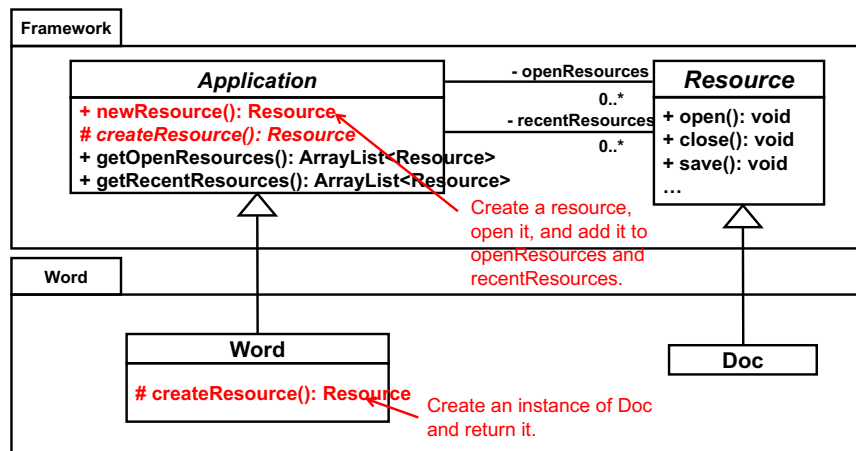 Framework
Application
+ newResource(): Resource
# createResource(): Resource
+ getOpenResources(): ArrayList<Resource>
+ getRecentResources(): ArrayList<Resource>
- openResources
0..*
- recentResources
0..*
Resource
+ open(): void
+ close(): void
+ save(): void
…
Create a resource,
open it, and add it to
openResources and
recentResources.
Word
Word
# createResource(): Resource
Create an instance of Doc
and return it.
Doc